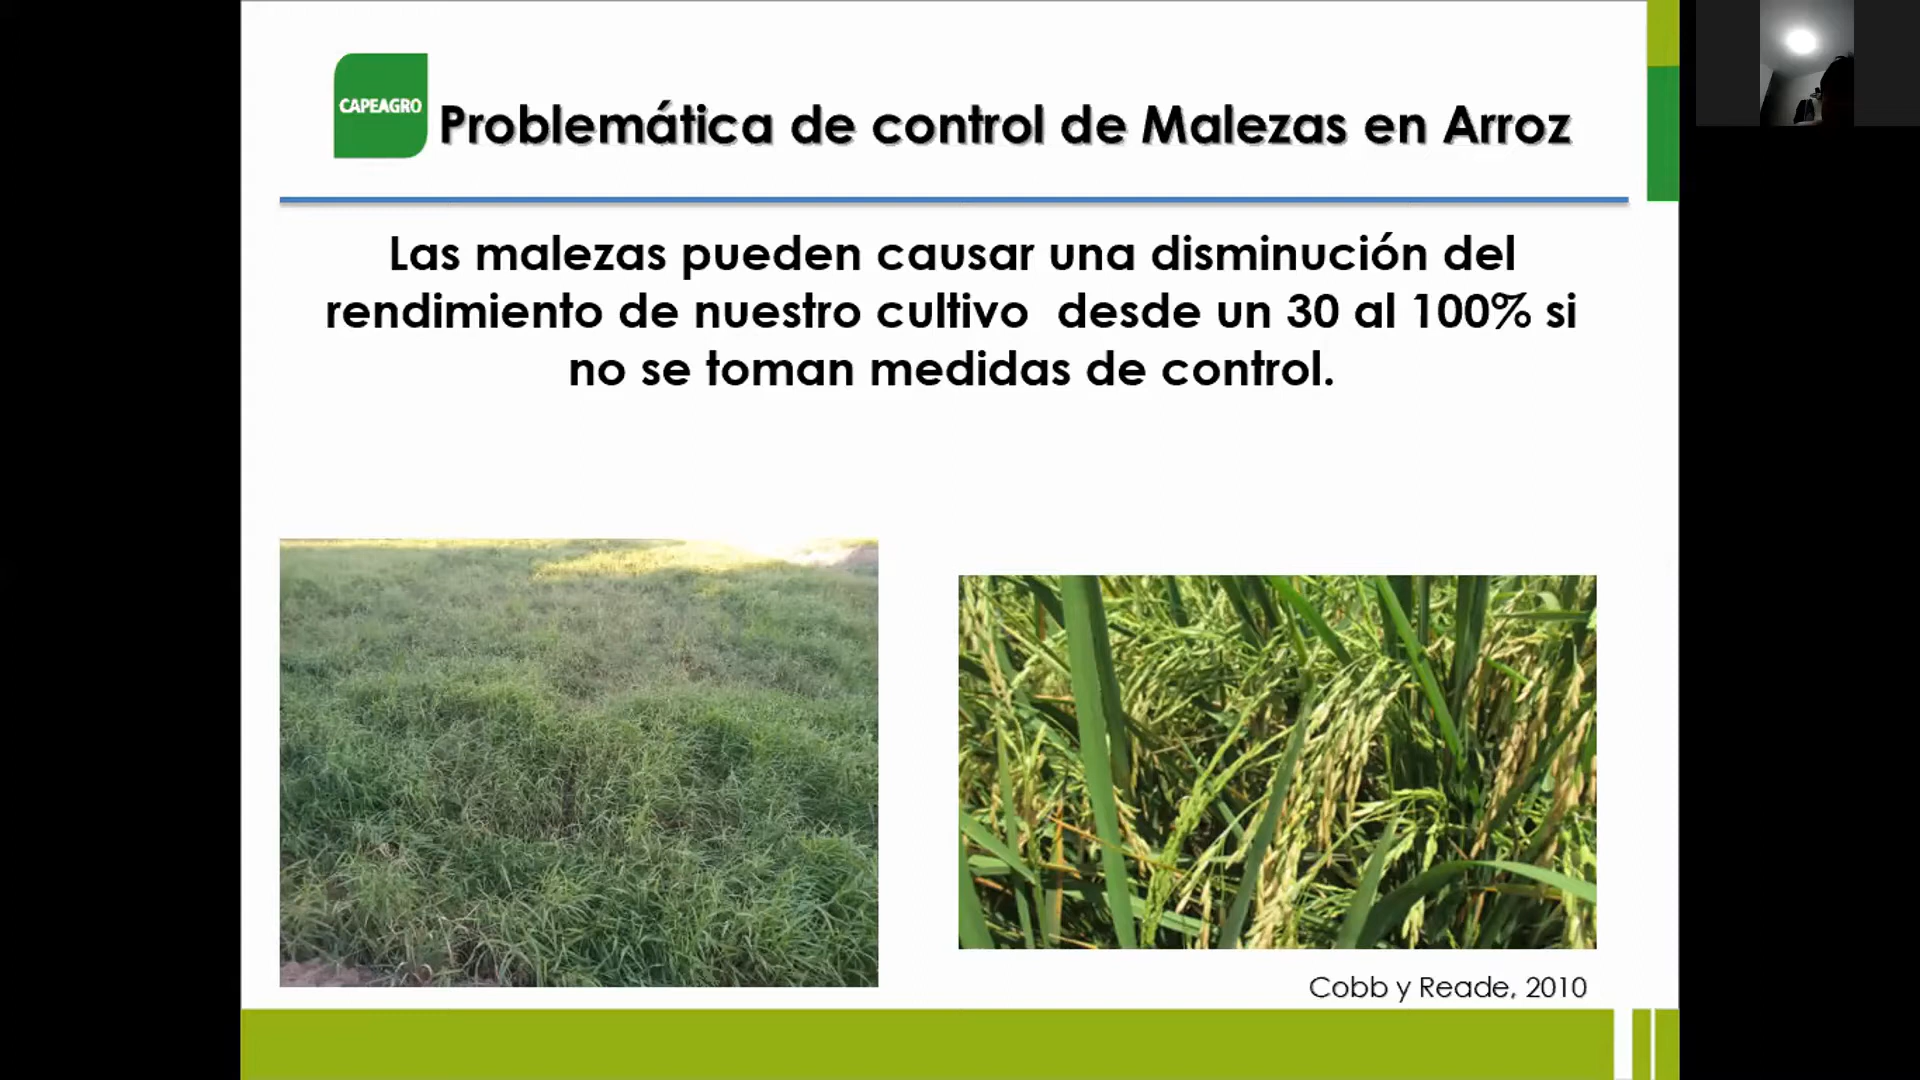 CAPEAGRO
Problemática de control de Malezas en Arroz
Las malezas pueden causar una disminución del
rendimiento de nuestro cultivo desde un 30 al 100% si
no se toman medidas de control.
Cobb y Reade, 2010